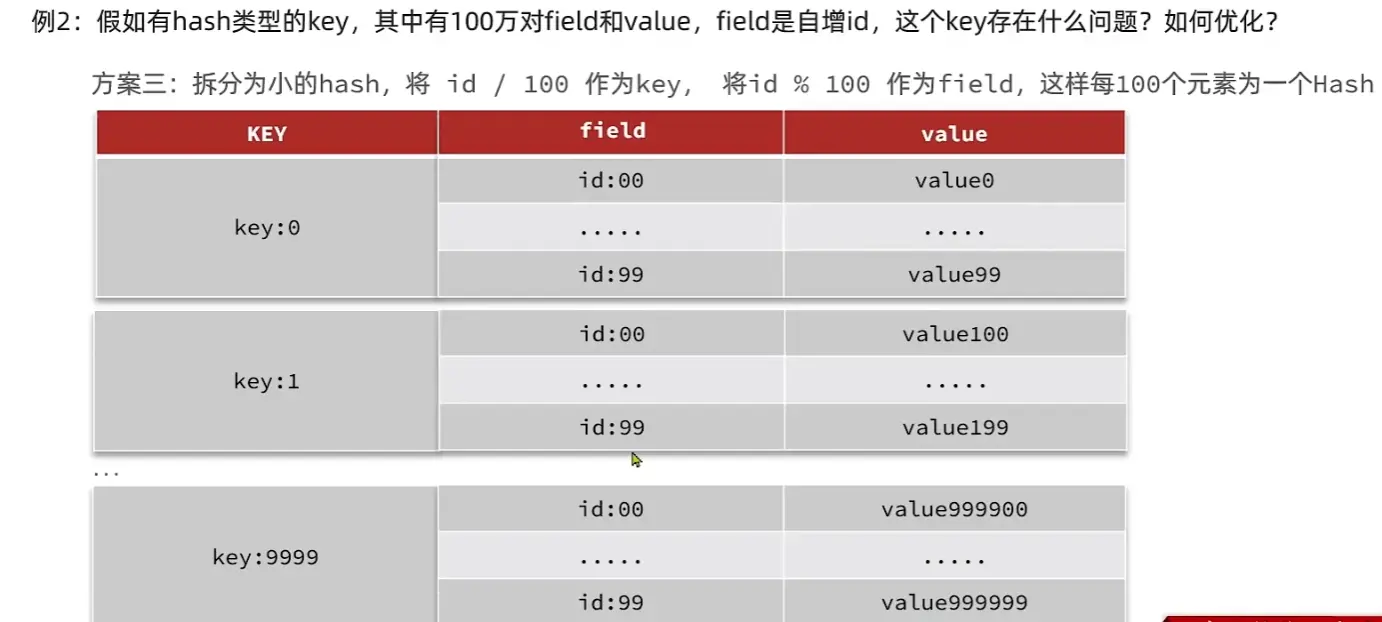 例2：假如有hash类型的key，其中有100万对field和value，field是自增id，这个key存在什么问题？如何优化？
方案三：拆分为小的hash，将 id / 100 作为key， 将id % 100 作为field，这样每100个元素为一个Hash
KEY field value
key:0
id:00 value0
..... .....
id:99 value99
key:1
id:00 value100
..... .....
id:99 value199
...
key:9999
id:00 value999900
..... .....
id:99 value999999